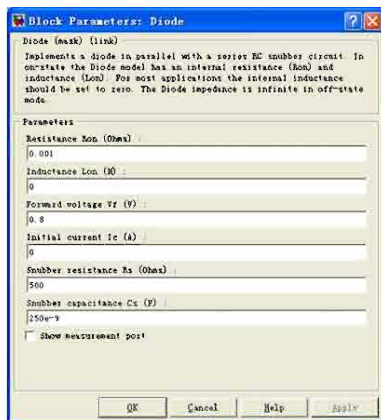 Block Parameters: Diode
Diode (mask) (link)
Implements a diode in parallel with a series RC snubber circuit. In
on-state the Diode model has an internal resistance (Ron) and
inductance (Lon). For most applications the internal inductance
should be set to zero. The Diode impedance is infinite in off-state
mode.
Parameters
Resistance Ron (Ohms) :
0.001
Inductance Lon (H) :
0
Forward voltage Vf (V) :
0.8
Initial current Ic (A) :
0
Snubber resistance Rs (Ohms) :
500
Snubber capacitance Cs (F) :
250e-9
Show measurement port
OK Cancel Help Apply